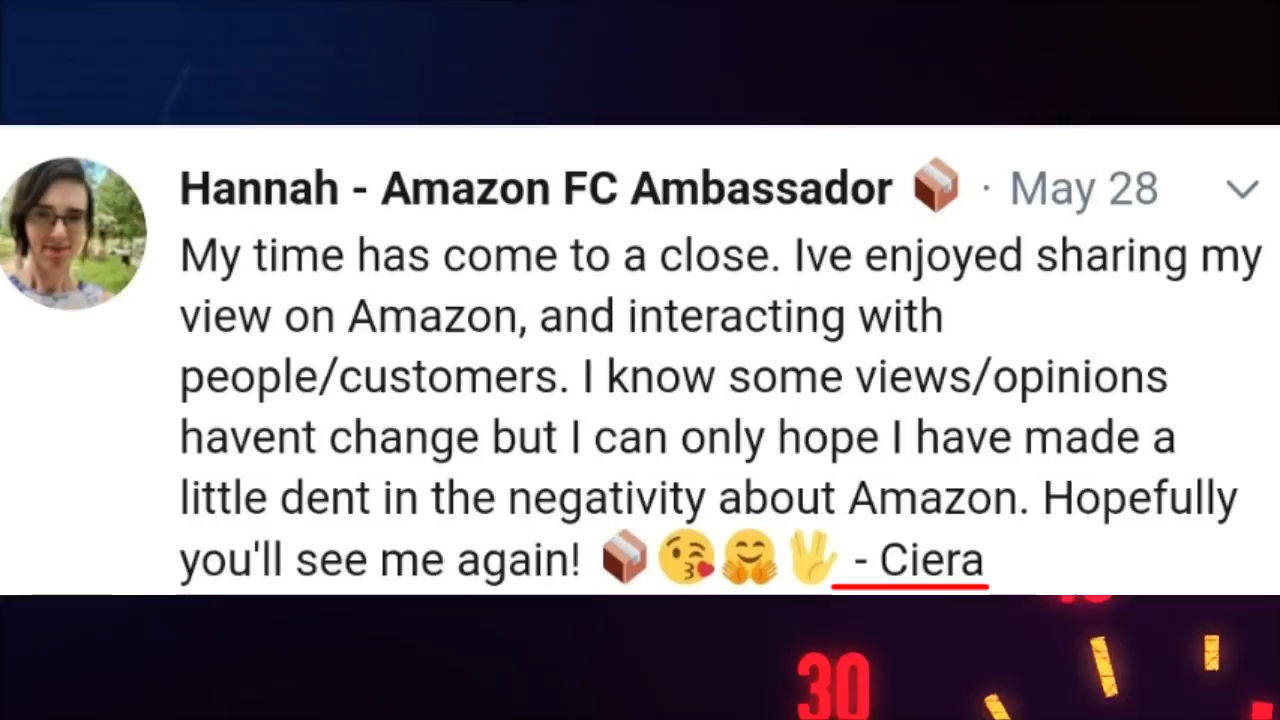 Hannah - Amazon FC Ambassador 📦 · May 28
My time has come to a close. Ive enjoyed sharing my
view on Amazon, and interacting with
people/customers. I know some views/opinions
havent change but I can only hope I have made a
little dent in the negativity about Amazon. Hopefully
you'll see me again! 📦😘🤗🖖 - Ciera
30